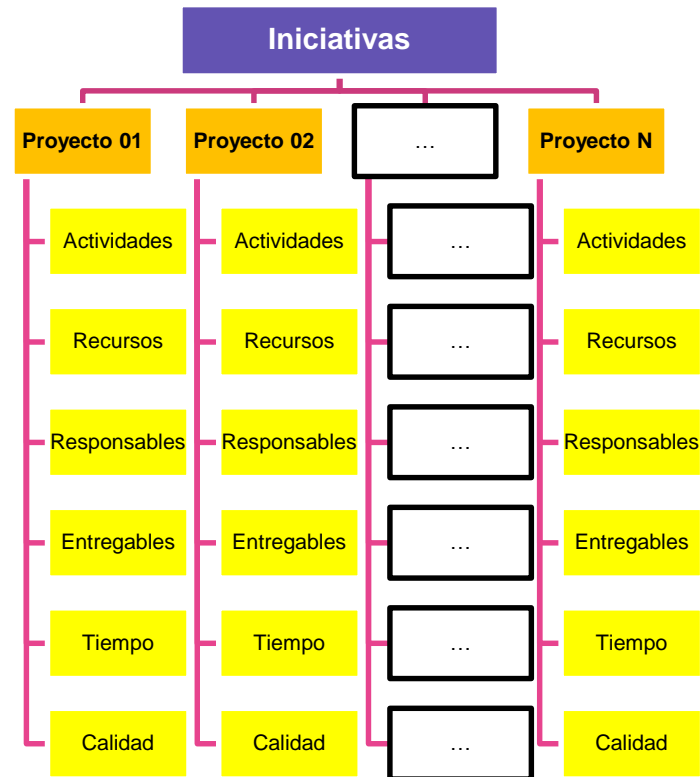 Iniciativas
Proyecto 01
Proyecto 02
…
Proyecto N
Actividades
Actividades
…
Actividades
Recursos
Recursos
…
Recursos
Responsables
Responsables
…
Responsables
Entregables
Entregables
…
Entregables
Tiempo
Tiempo
…
Tiempo
Calidad
Calidad
…
Calidad